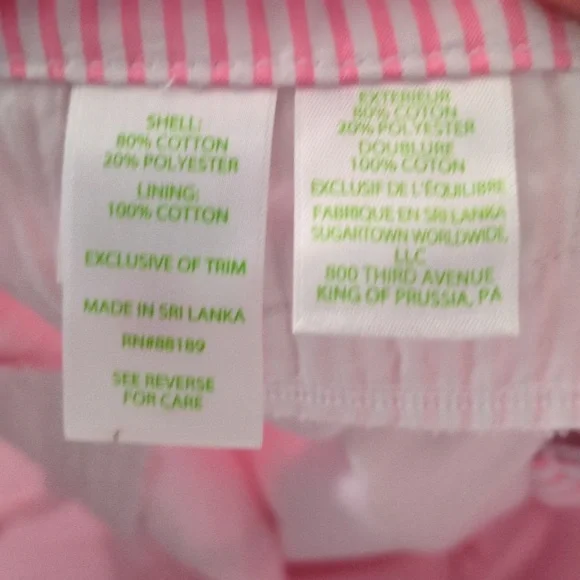 SHELL:
80% COTTON
20% POLYESTER
LINING:
100% COTTON
EXCLUSIVE OF TRIM
MADE IN SRI LANKA
RN#88189
SEE REVERSE
FOR CARE
EXTERIEUR
80% COTON
20% POLYESTER
DOUBLURE
100% COTON
EXCLUSIF DE L'ÉQUILIBRE
FABRIQUE EN SRI LANKA
SUGARTOWN WORLDWIDE,
LLC
800 THIRD AVENUE
KING OF PRUSSIA, PA